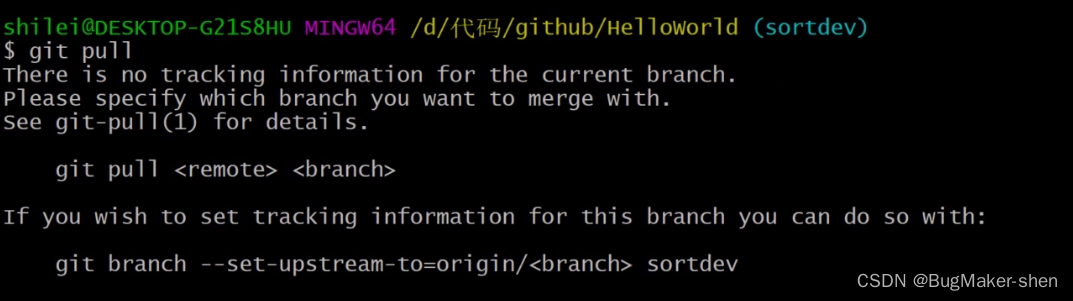 shilei@DESKTOP-G21S8HU MINGW64 /d/代码/github/HelloWorld (sortdev)
$ git pull
There is no tracking information for the current branch.
Please specify which branch you want to merge with.
See git-pull(1) for details.
git pull <remote> <branch>
If you wish to set tracking information for this branch you can do so with:
git branch --set-upstream-to=origin/<branch> sortdev
CSDN @BugMaker-shen